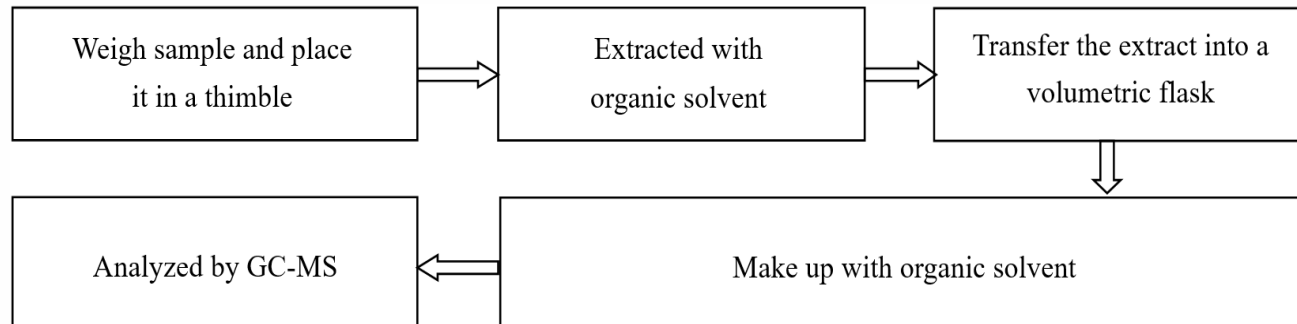 Weigh sample and place
it in a thimble
Extracted with
organic solvent
Transfer the extract into a
volumetric flask
Make up with organic solvent
Analyzed by GC-MS